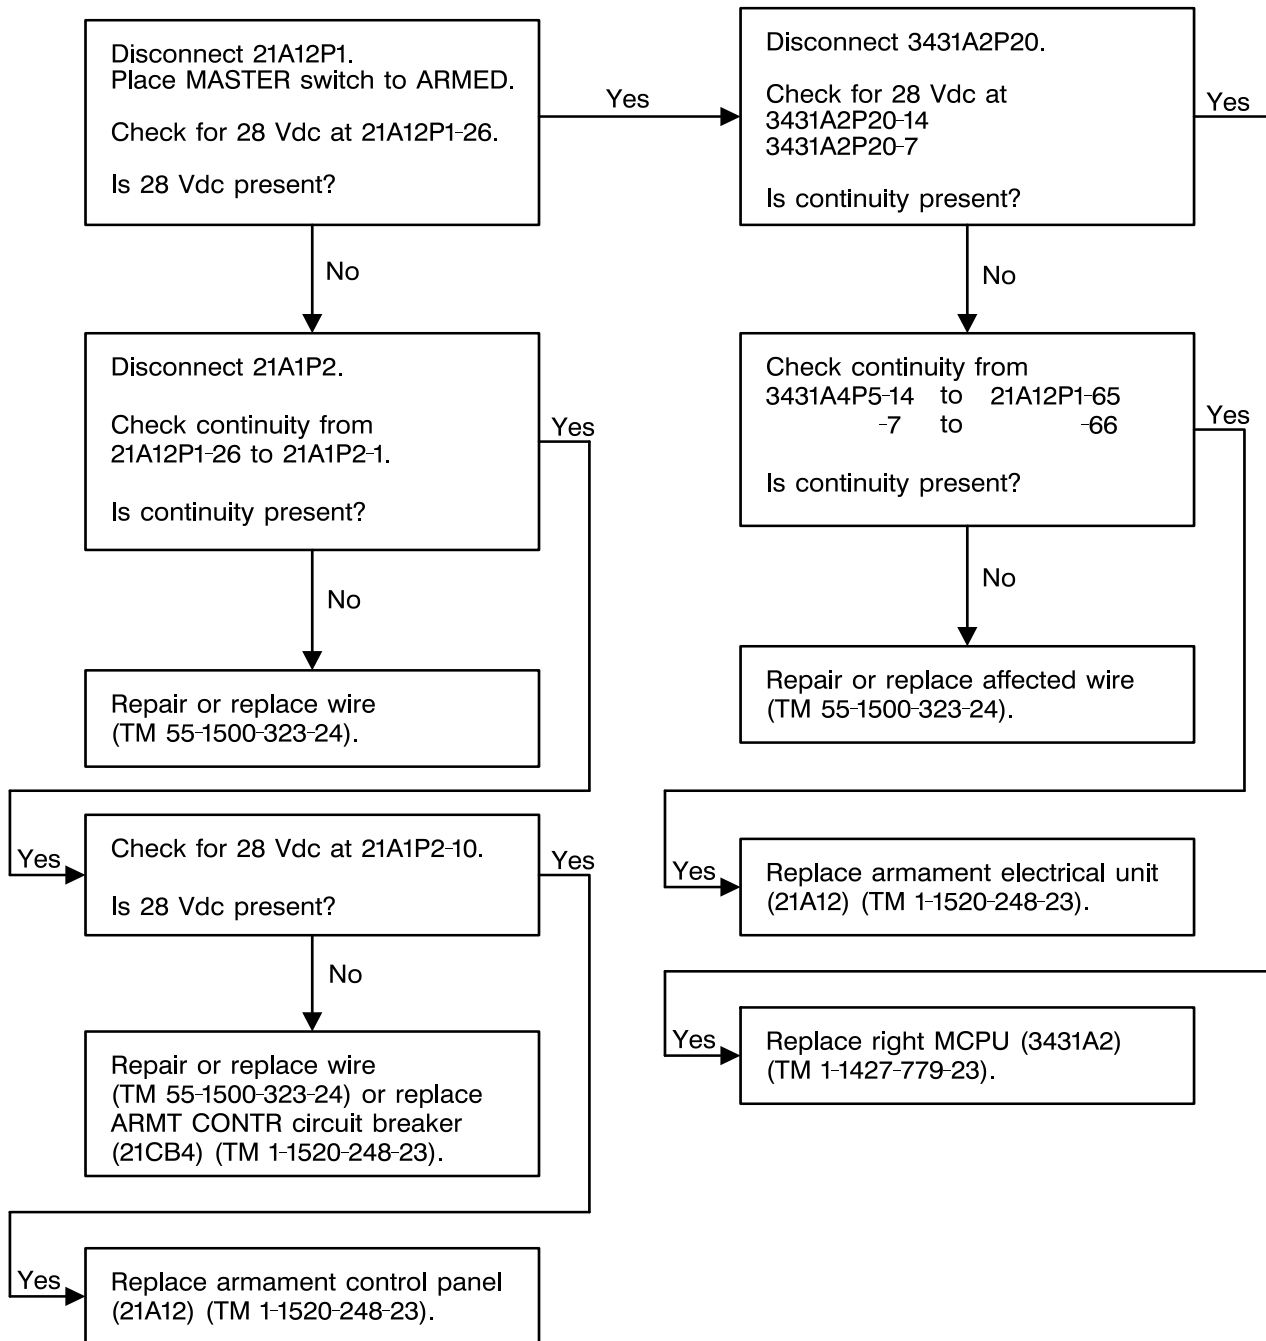 Disconnect 21A12P1.
Place MASTER switch to ARMED.
Check for 28 Vdc at 21A12P1-26.
Is 28 Vdc present?
Yes
No
Disconnect 21A1P2.
Check continuity from
21A12P1-26 to 21A1P2-1.
Is continuity present?
Yes
No
Repair or replace wire
(TM 55-1500-323-24).
Yes
Check for 28 Vdc at 21A1P2-10.
Is 28 Vdc present?
Yes
No
Repair or replace wire
(TM 55-1500-323-24) or replace
ARMT CONTR circuit breaker
(21CB4) (TM 1-1520-248-23).
Yes
Replace armament control panel
(21A12) (TM 1-1520-248-23).
Disconnect 3431A2P20.
Check for 28 Vdc at
3431A2P20-14
3431A2P20-7
Is continuity present?
Yes
No
Check continuity from
3431A4P5-14 to 21A12P1-65
-7 to -66
Is continuity present?
Yes
No
Repair or replace affected wire
(TM 55-1500-323-24).
Yes
Replace armament electrical unit
(21A12) (TM 1-1520-248-23).
Yes
Replace right MCPU (3431A2)
(TM 1-1427-779-23).